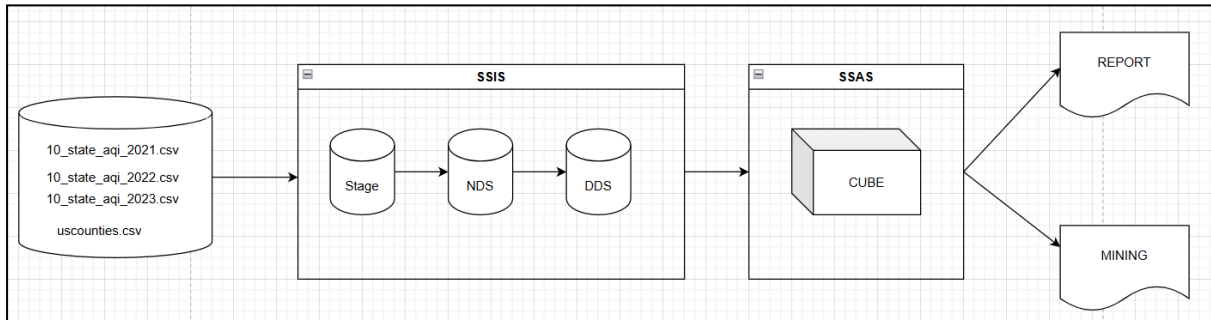 10_state_aqi_2021.csv
10_state_aqi_2022.csv
10_state_aqi_2023.csv
uscounties.csv
SSIS
Stage
NDS
DDS
SSAS
CUBE
REPORT
MINING